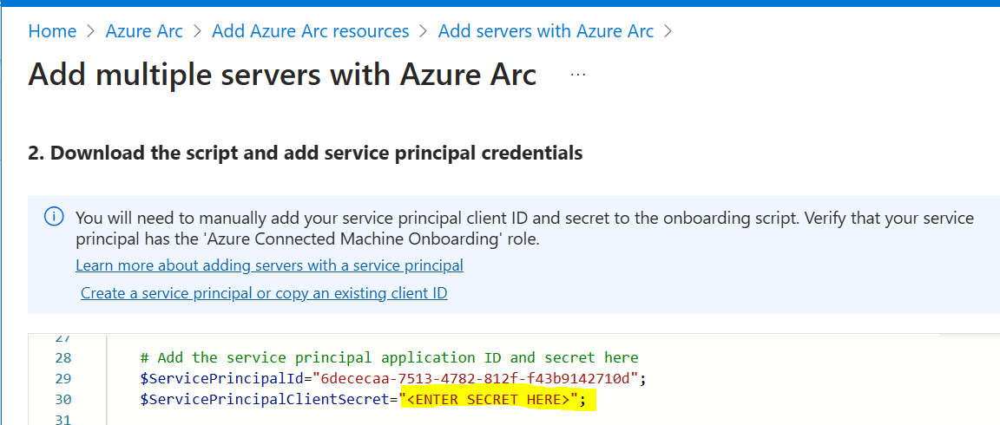 Home > Azure Arc > Add Azure Arc resources > Add servers with Azure Arc >
Add multiple servers with Azure Arc ...
2. Download the script and add service principal credentials
You will need to manually add your service principal client ID and secret to the onboarding script. Verify that your service
principal has the 'Azure Connected Machine Onboarding' role.
Learn more about adding servers with a service principal
Create a service principal or copy an existing client ID
27
28 # Add the service principal application ID and secret here
29 $ServicePrincipalId="6dececaa-7513-4782-812f-f43b9142710d";
30 $ServicePrincipalClientSecret="<ENTER SECRET HERE>";
31